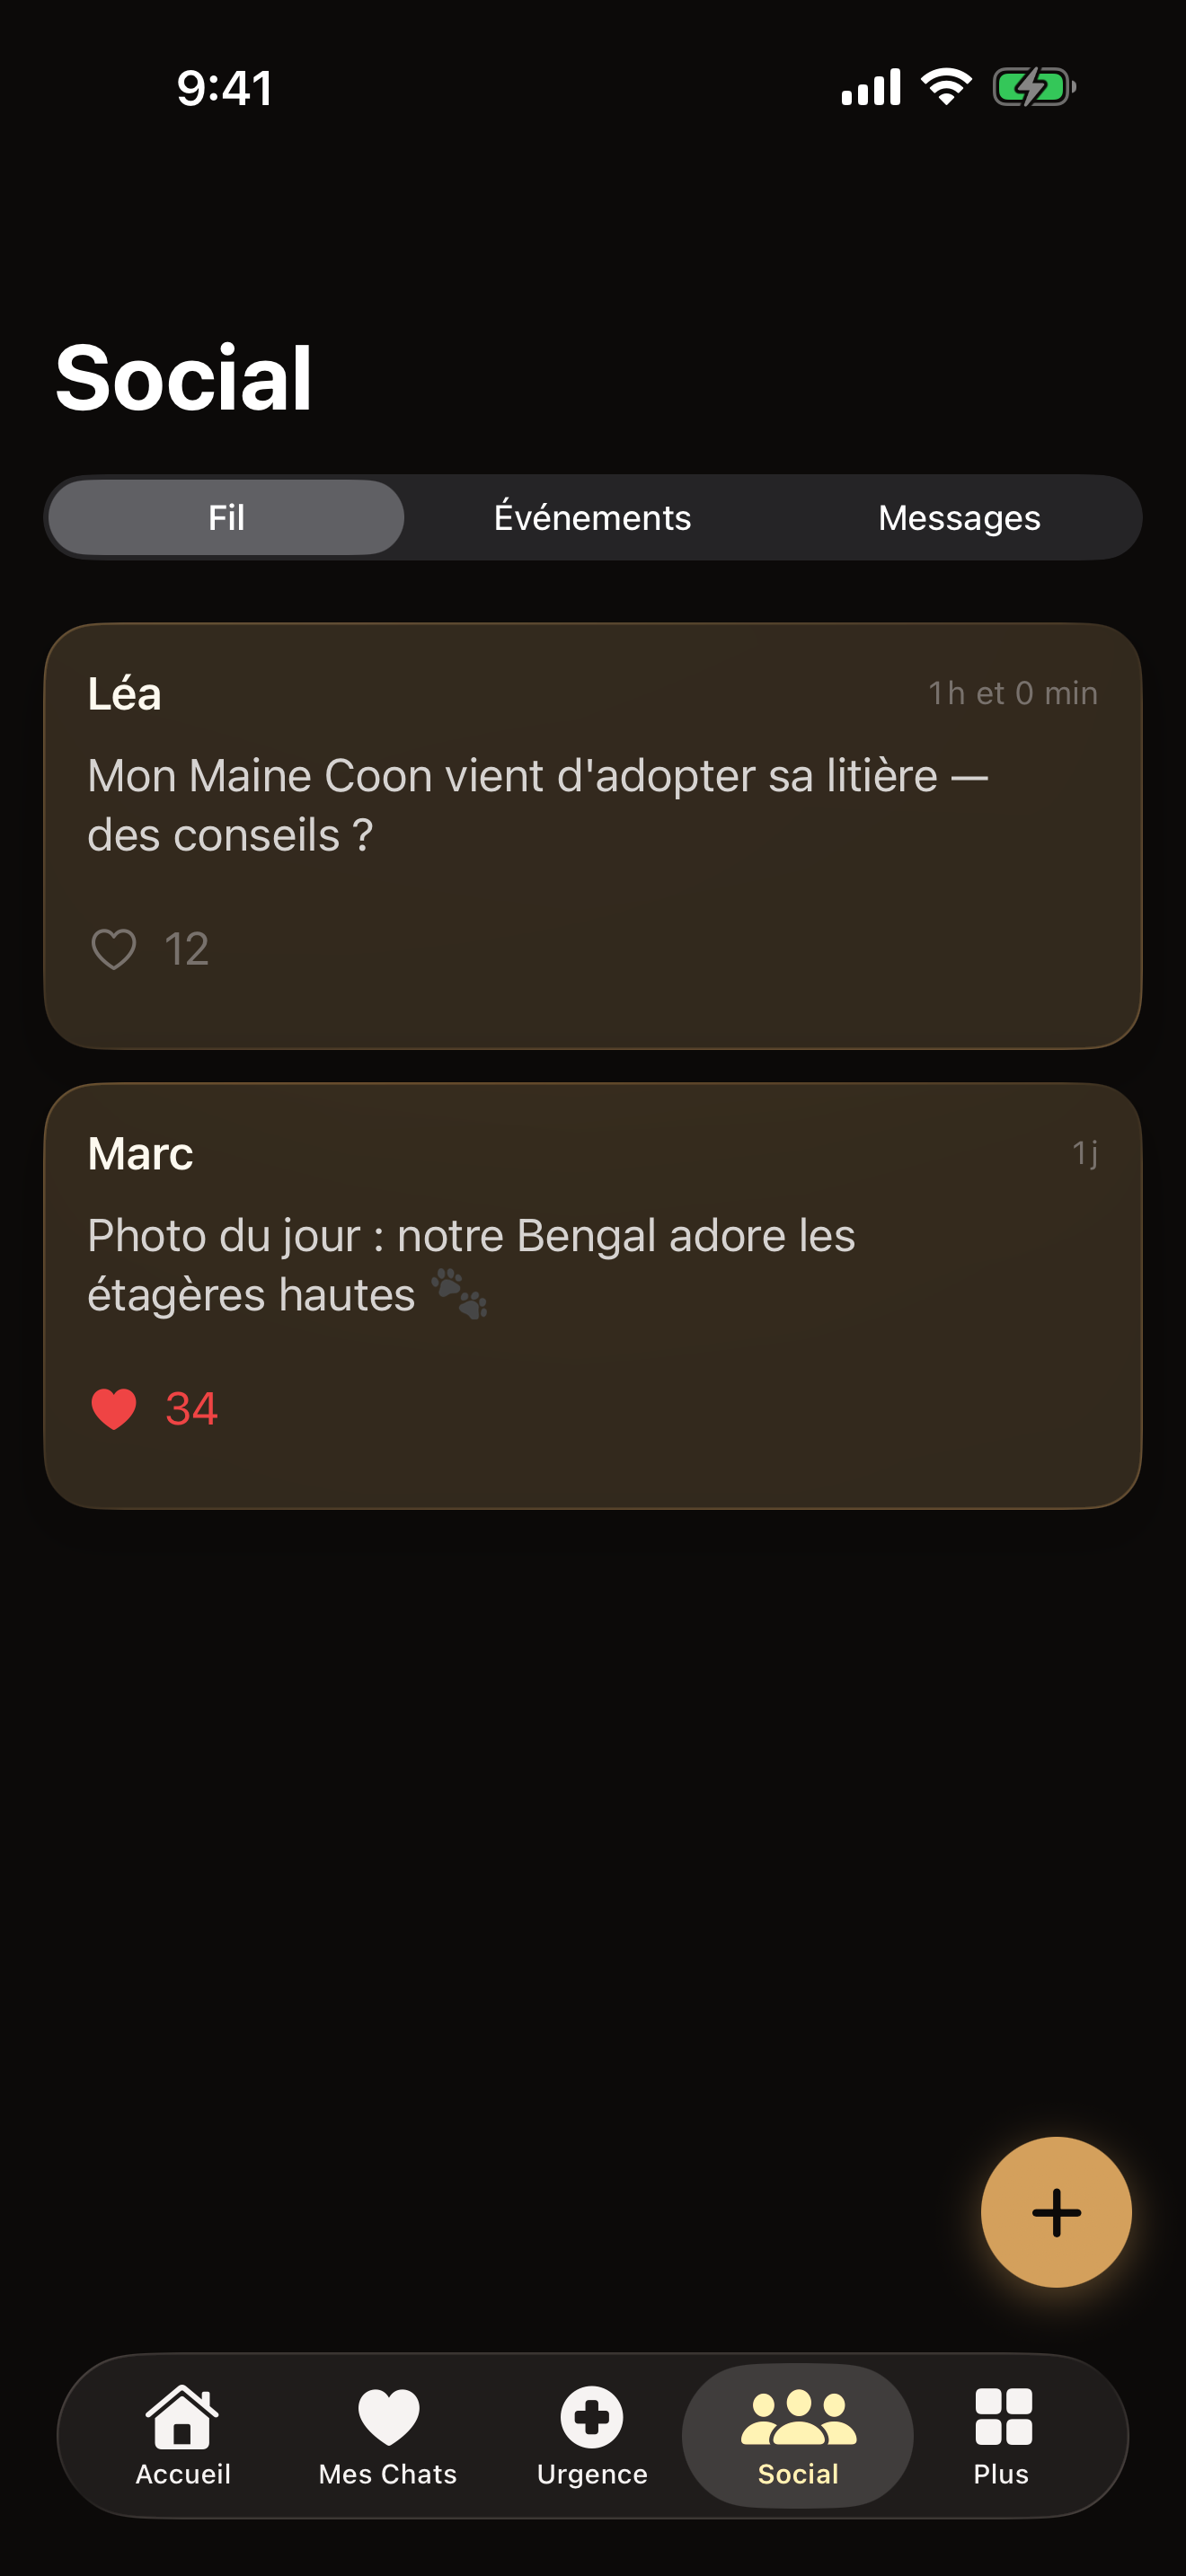 9:41
Social
Fil
Événements
Messages
Léa
1 h et 0 min
Mon Maine Coon vient d'adopter sa litière —
des conseils ?
12
Marc
1 j
Photo du jour : notre Bengal adore les
étagères hautes 🐾
34
Accueil
Mes Chats
Urgence
Social
Plus